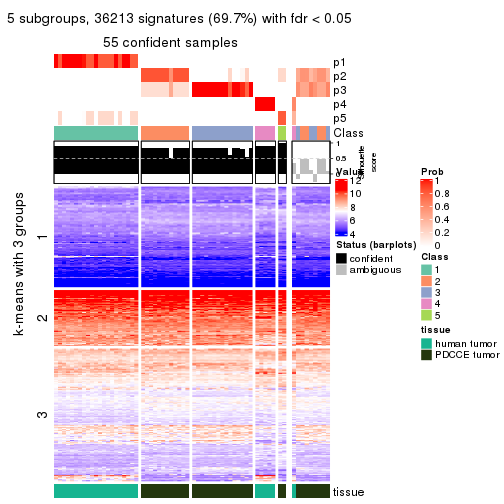 5 subgroups, 36213 signatures (69.7%) with fdr < 0.05
55 confident samples
p1
p2
p3
p4
p5
Class
1
0.5
0
silhouette
score
k-means with 3 groups
1
2
3
Value
12
10
8
6
4
Status (barplots)
confident
ambiguous
Prob
1
0.8
0.6
0.4
0.2
0
Class
1
2
3
4
5
tissue
human tumor
PDCCE tumor
tissue